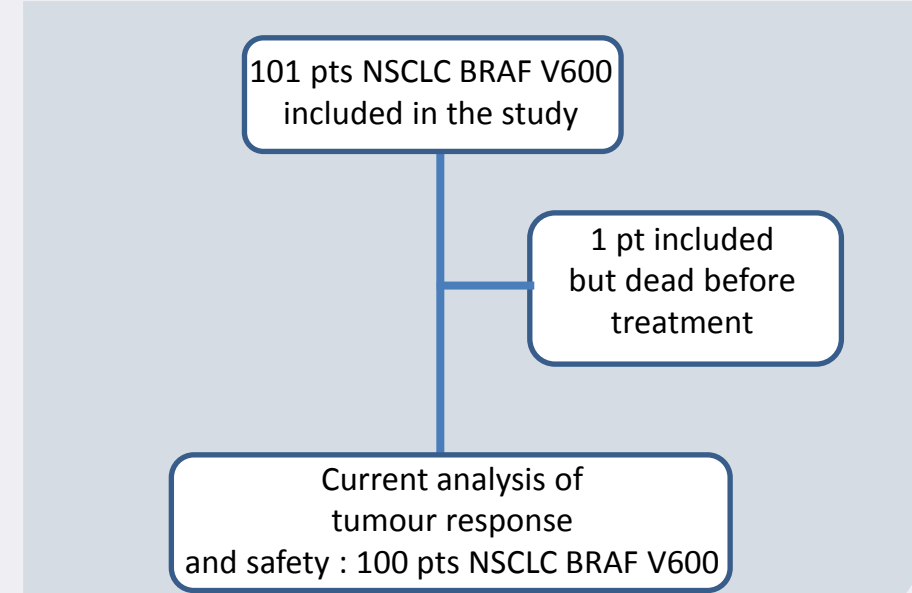 101 pts NSCLC BRAF V600
included in the study
1 pt included
but dead before
treatment
Current analysis of
tumour response
and safety : 100 pts NSCLC BRAF V600